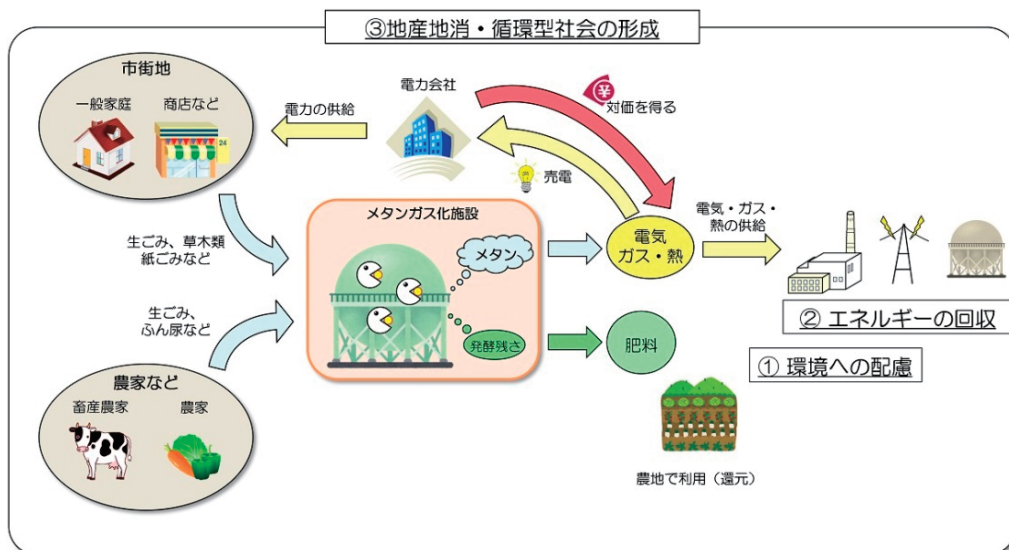 ③地産地消・循環型社会の形成
市街地
一般家庭
商店など
電力の供給
電力会社
¥
対価を得る
売電
24
生ごみ、草木類
紙ごみなど
メタンガス化施設
メタン
発酵残さ
電気
ガス・熱
電気・ガス・
熱の供給
② エネルギーの回収
① 環境への配慮
肥料
農地で利用（還元）
生ごみ、
ふん尿など
農家など
畜産農家
農家